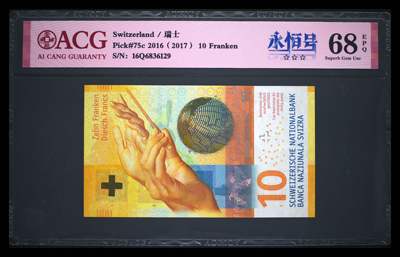 ACG
AI CANG GUARANTY
Switzerland / 瑞士
Pick#75c 2016 (2017) 10 Franken
S/N: 16Q6836129
永恒号
☆☆☆
68 EPQ
Superb Gem Unc
Zehn Franken
Diesch Francs
10
SCHWEIZERISCHE NATIONALBANK
BANCA NAZIUNALA SVIZRA